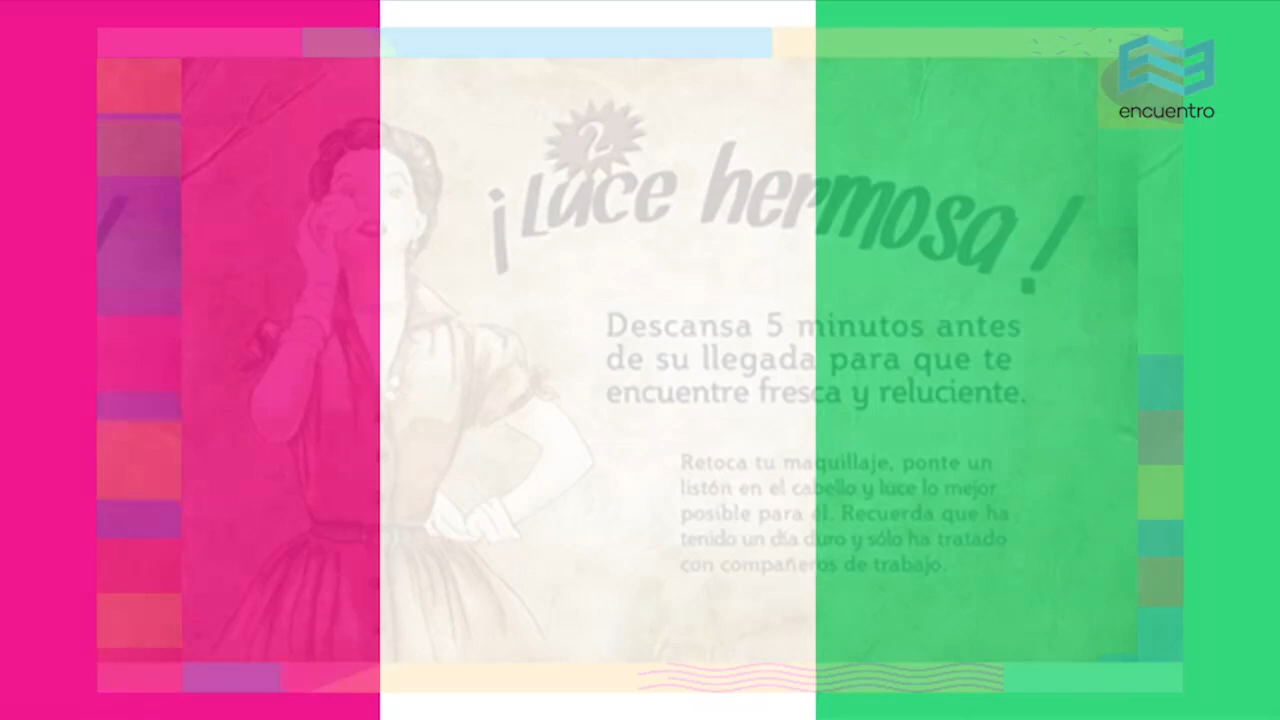 encuentro
2
¡Luce hermosa!
Descansa 5 minutos antes
de su llegada para que te
encuentre fresca y reluciente.
Retoca tu maquillaje, ponte un
listón en el cabello y luce lo mejor
posible para él. Recuerda que ha
tenido un día duro y sólo ha tratado
con compañeros de trabajo.